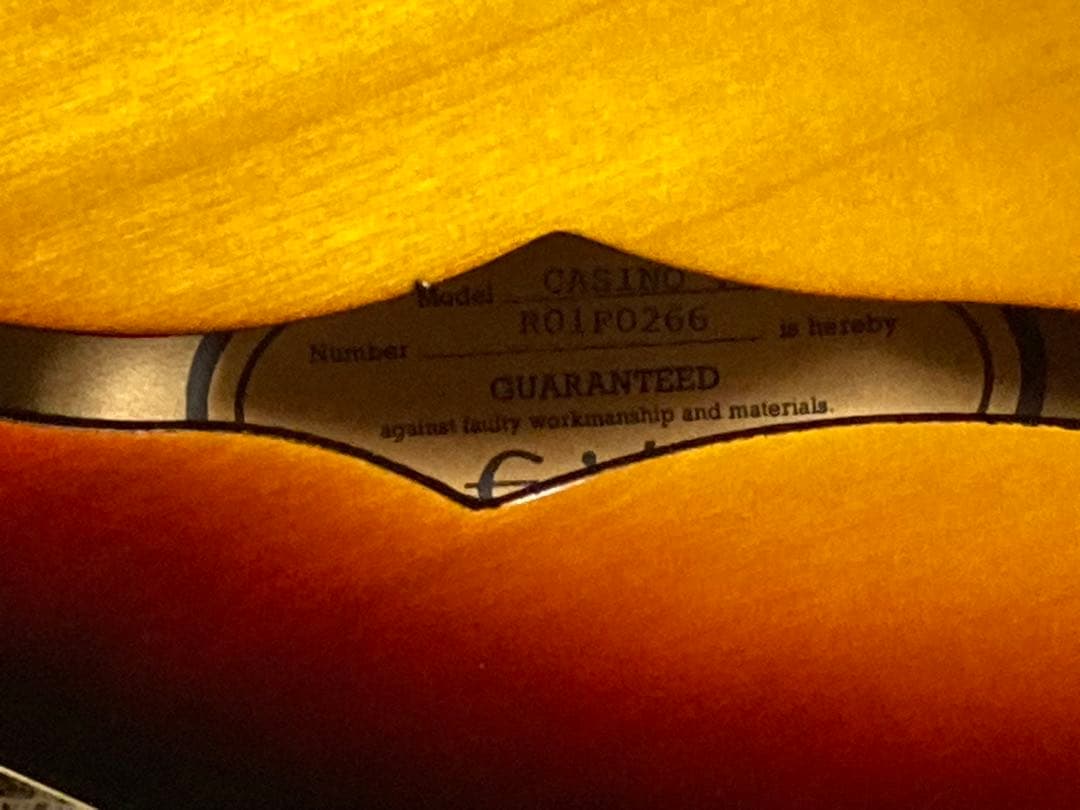 Model CASINO
Number R01F0266 is hereby
GUARANTEED
against faulty workmanship and materials.